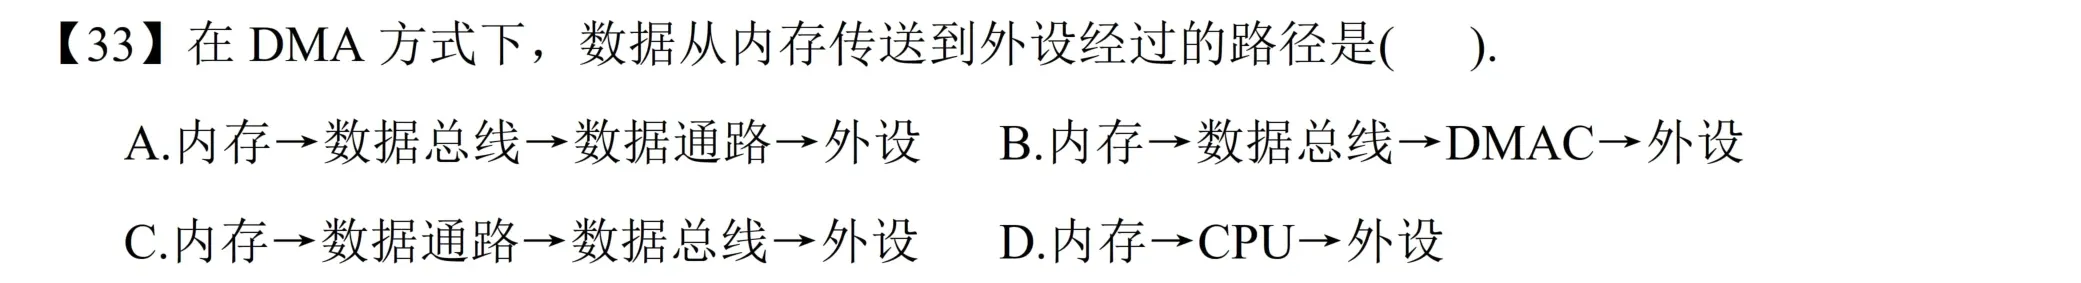 【33】在 DMA 方式下，数据从内存传送到外设经过的路径是(    ).
A.内存→数据总线→数据通路→外设    B.内存→数据总线→DMAC→外设
C.内存→数据通路→数据总线→外设    D.内存→CPU→外设